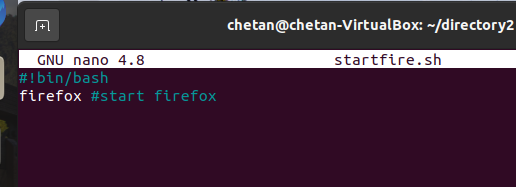 chetan@chetan-VirtualBox: ~/directory2
GNU nano 4.8 startfire.sh
#!bin/bash
firefox #start firefox